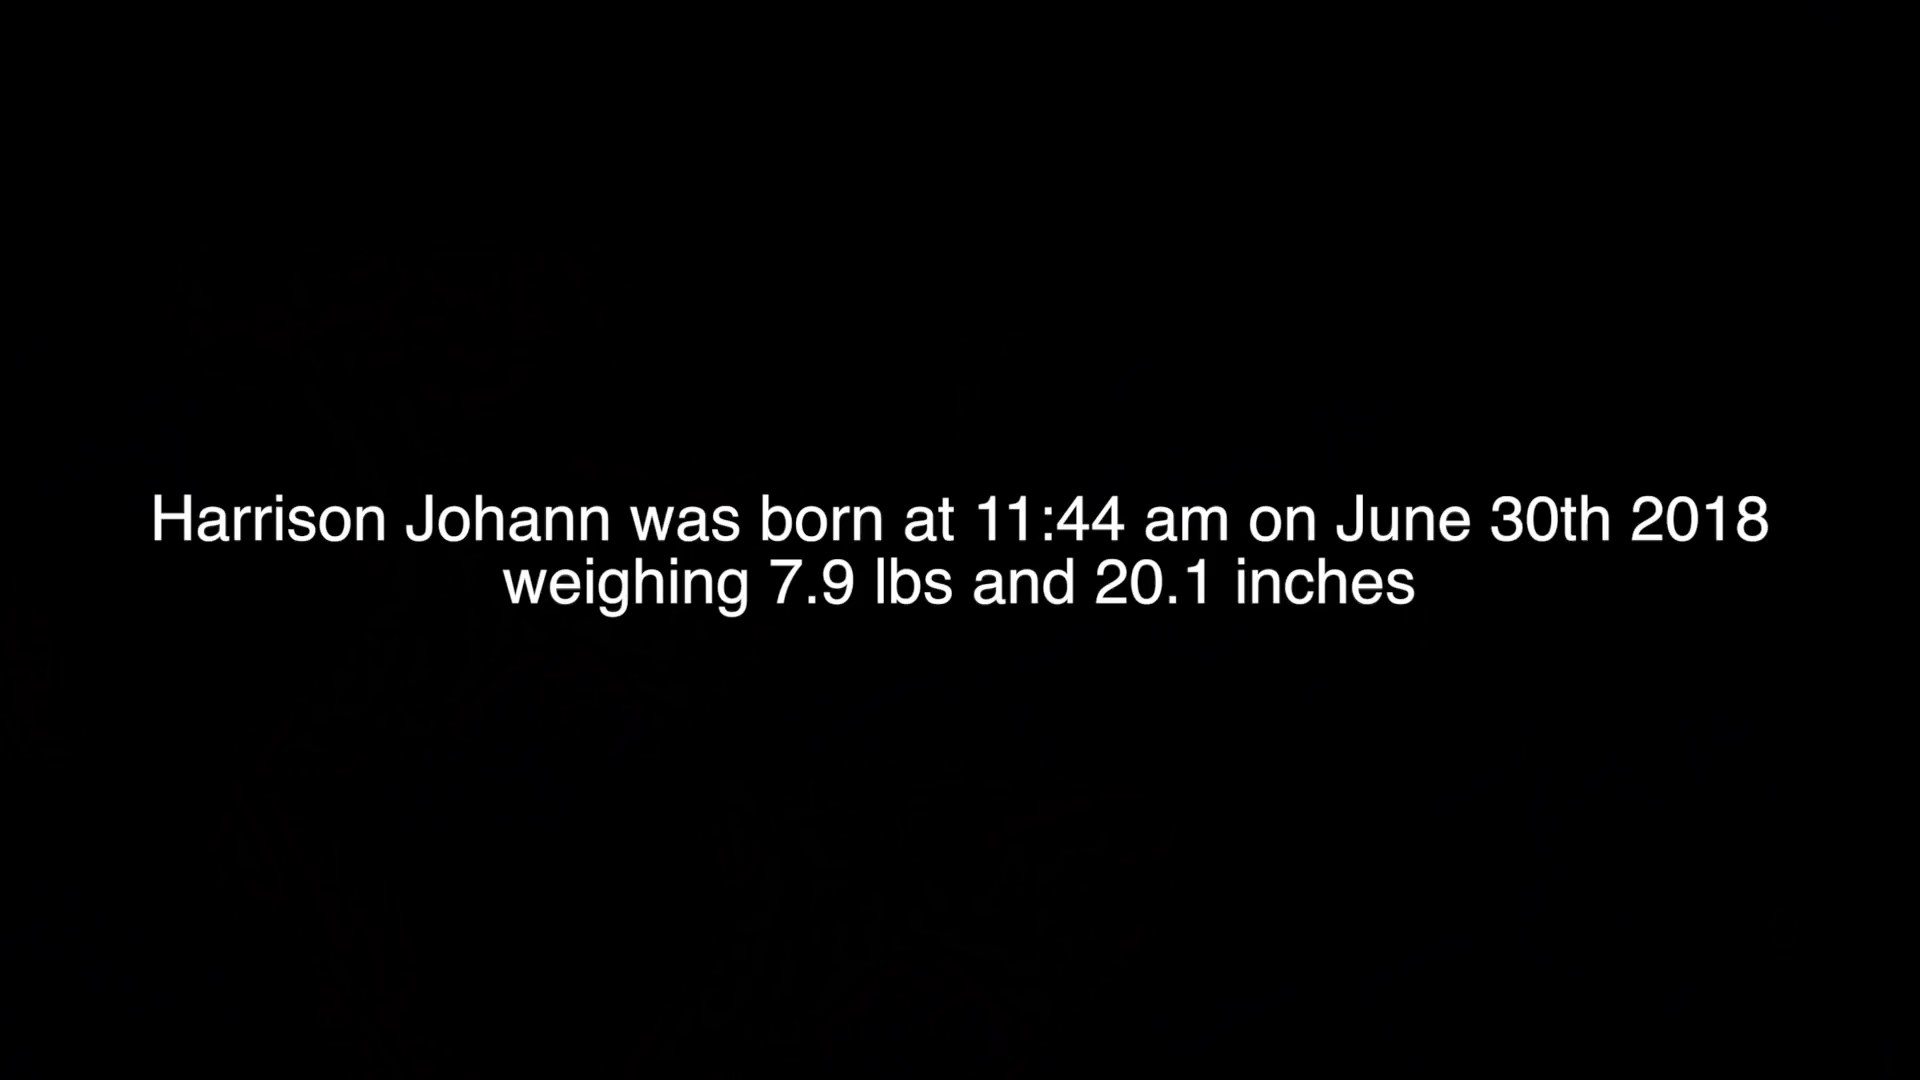 Harrison Johann was born at 11:44 am on June 30th 2018
weighing 7.9 lbs and 20.1 inches